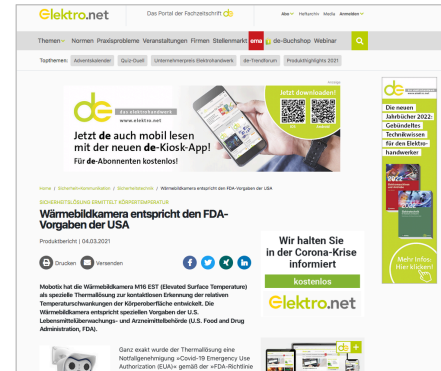 Elektro.net
Das Portal der Fachzeitschrift de
Abo Heftarchiv Media Anmelden
Themen Normen Praxisprobleme Veranstaltungen Firmen Stellenmarkt ema de-Buchshop Webinar
Topthemen: Adventskalender Quiz-Duell Unternehmerpreis Elektrohandwerk de-Trendforum Produkthighlights 2021
Anzeige
de das elektrohandwerk
www.elektro.net
Jetzt downloaden!
Jetzt de auch mobil lesen
mit der neuen de-Kiosk-App!
Für de-Abonnenten kostenlos!
de
Die neuen
Jahrbücher 2022:
Gebündeltes
Technikwissen
für den Elektro-
handwerker
2022
2022
Mehr Infos:
Hier klicken!
Home / Sicherheitskommunikation / Sicherheitstechnik / Wärmebildkamera entspricht den FDA-Vorgaben der USA
SICHERHEITSLÖSUNG ERMITTELT KÖRPERTEMPERATUR
Wärmebildkamera entspricht den FDA-
Vorgaben der USA
Produktbericht | 04.03.2021
Drucken Versenden
Mobotix hat die Wärmebildkamera M16 EST (Elevated Surface Temperature)
als spezielle Thermallösung zur kontaktlosen Erkennung der relativen
Temperaturschwankungen der Körperoberfläche entwickelt. Die
Wärmebildkamera entspricht speziellen Vorgaben der U.S.
Lebensmittelüberwachungs- und Arzneimittelbehörde (U.S. Food and Drug
Administration, FDA).
Ganz exakt wurde der Thermallösung eine
Notfallgenehmigung »Covid-19 Emergency Use
Authorization (EUA)« gemäß der »FDA-Richtlinie
Wir halten Sie
in der Corona-Krise
informiert
kostenlos
Elektro.net
de +